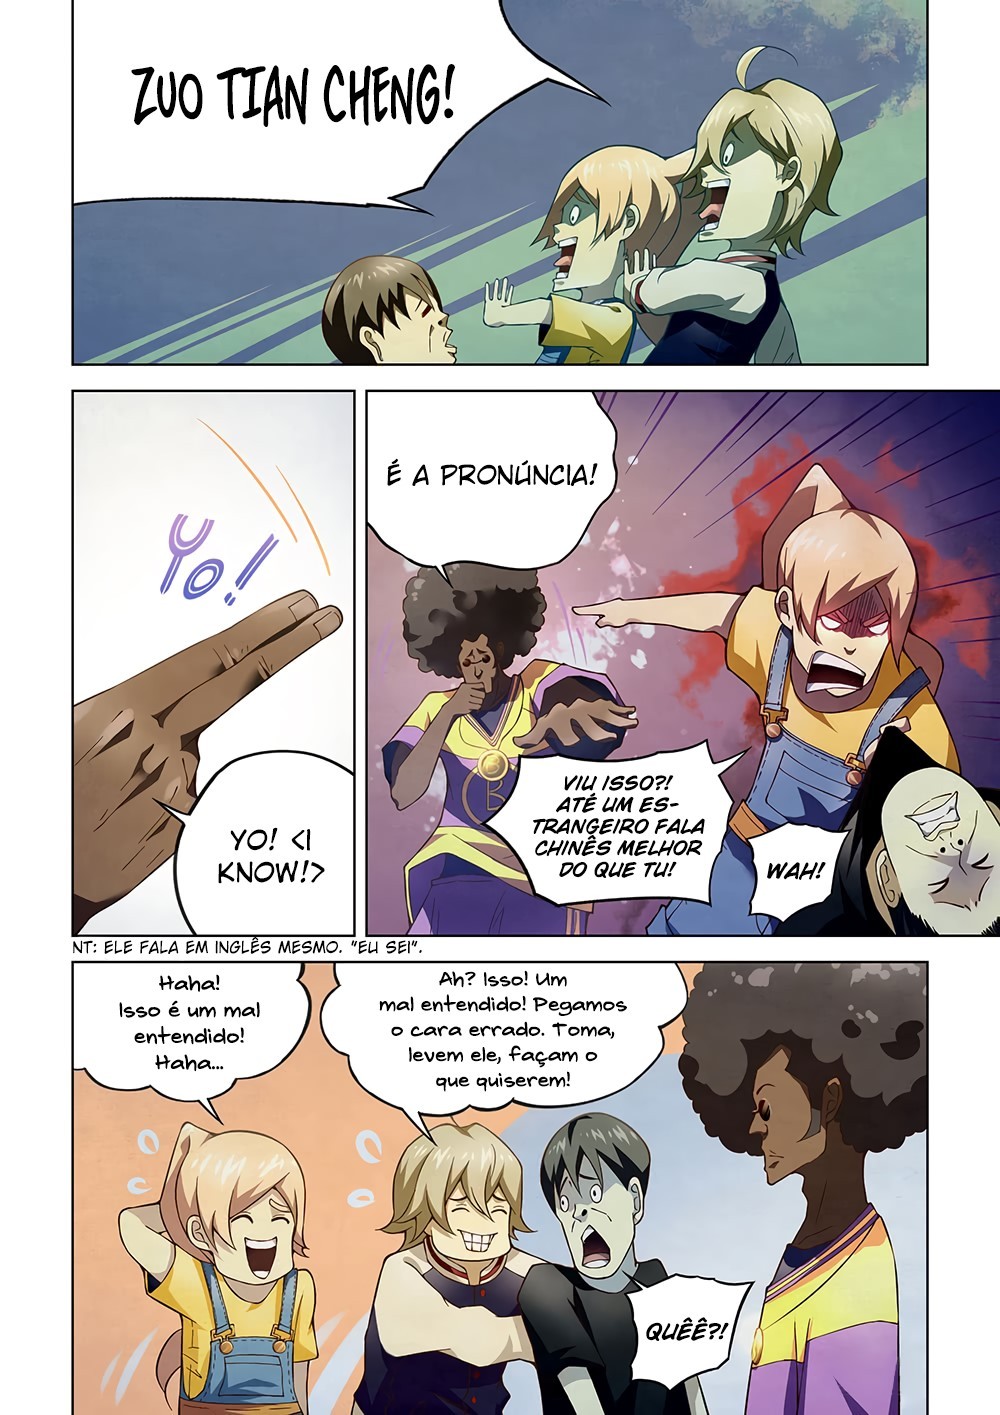 ZUO TIAN CHENG!
YO!
É A PRONÚNCIA!
YO! <I
KNOW!>
VIU ISSO?!
ATÉ UM ES-
TRANGEIRO FALA
CHINÊS MELHOR
DO QUE TU!
WAH!
NT: ELE FALA EM INGLÊS MESMO. "EU SEI".
Haha!
Isso é um mal
entendido!
Haha...
Ah? Isso! Um
mal entendido! Pegamos
o cara errado. Toma,
levem ele, façam o
que quiserem!
QUÊÊ?!